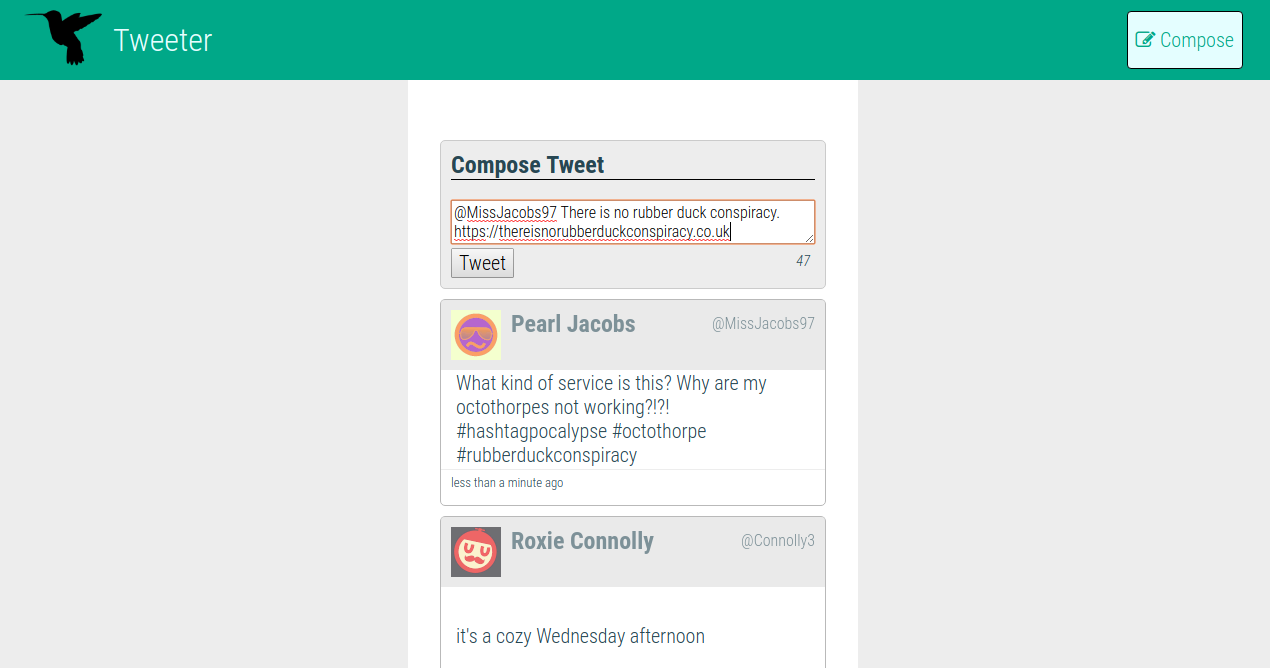 Tweeter
Compose
Compose Tweet
@MissJacobs97 There is no rubber duck conspiracy.
https://thereisnorubberduckconspiracy.co.uk
Tweet
47
Pearl Jacobs
@MissJacobs97
What kind of service is this? Why are my
octothorpes not working?!?!
#hashtagpocalypse #octothorpe
#rubberduckconspiracy
less than a minute ago
Roxie Connolly
@Connolly3
it's a cozy Wednesday afternoon